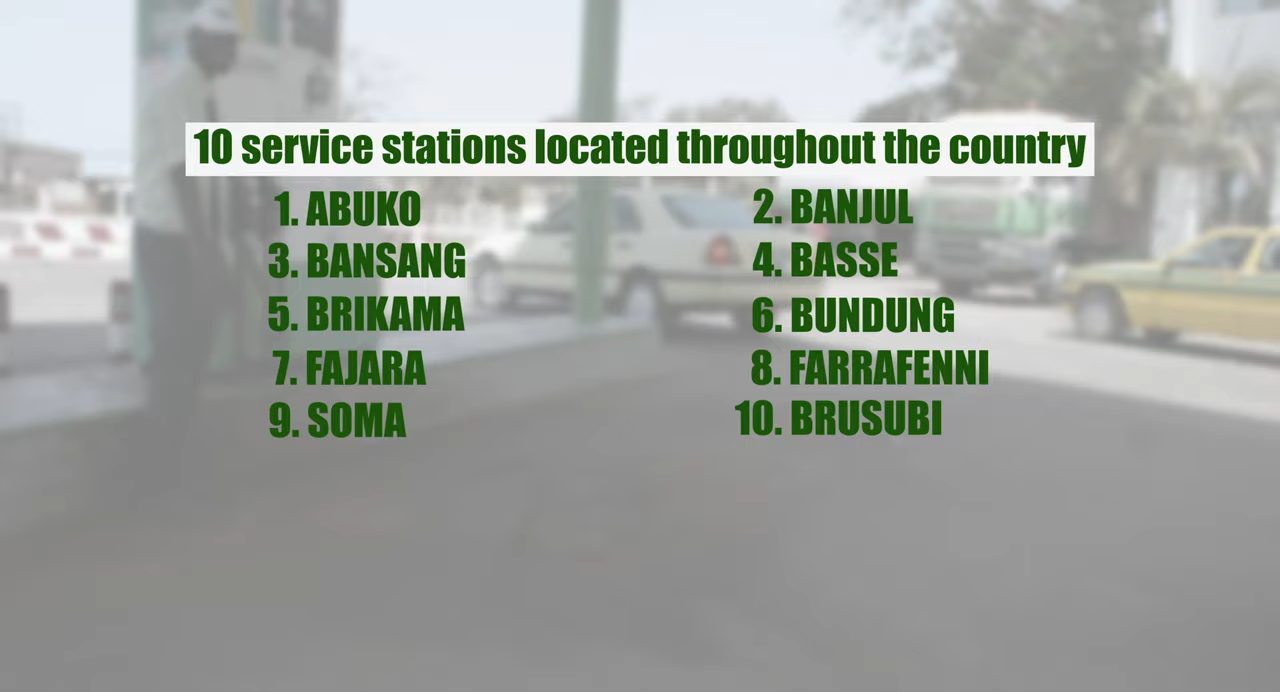 10 service stations located throughout the country
1. ABUKO
2. BANJUL
3. BANSANG
4. BASSE
5. BRIKAMA
6. BUNDUNG
7. FAJARA
8. FARRAFENNI
9. SOMA
10. BRUSUBI